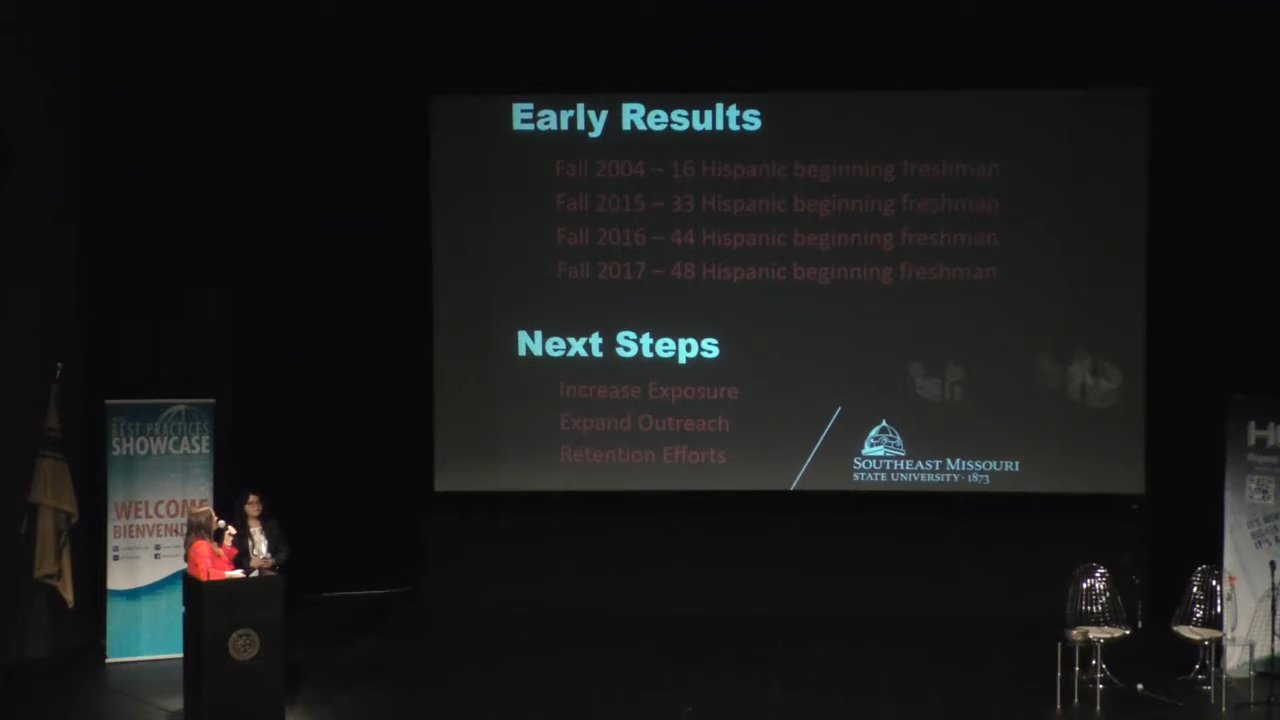 Early Results
Fall 2004 – 16 Hispanic beginning freshman
Fall 2015 – 33 Hispanic beginning freshman
Fall 2016 – 44 Hispanic beginning freshman
Fall 2017 – 48 Hispanic beginning freshman
Next Steps
Increase Exposure
Expand Outreach
Retention Efforts
SOUTHEAST MISSOURI
STATE UNIVERSITY · 1873
BEST PRACTICES
SHOWCASE
WELCOME
BIENVENID
H